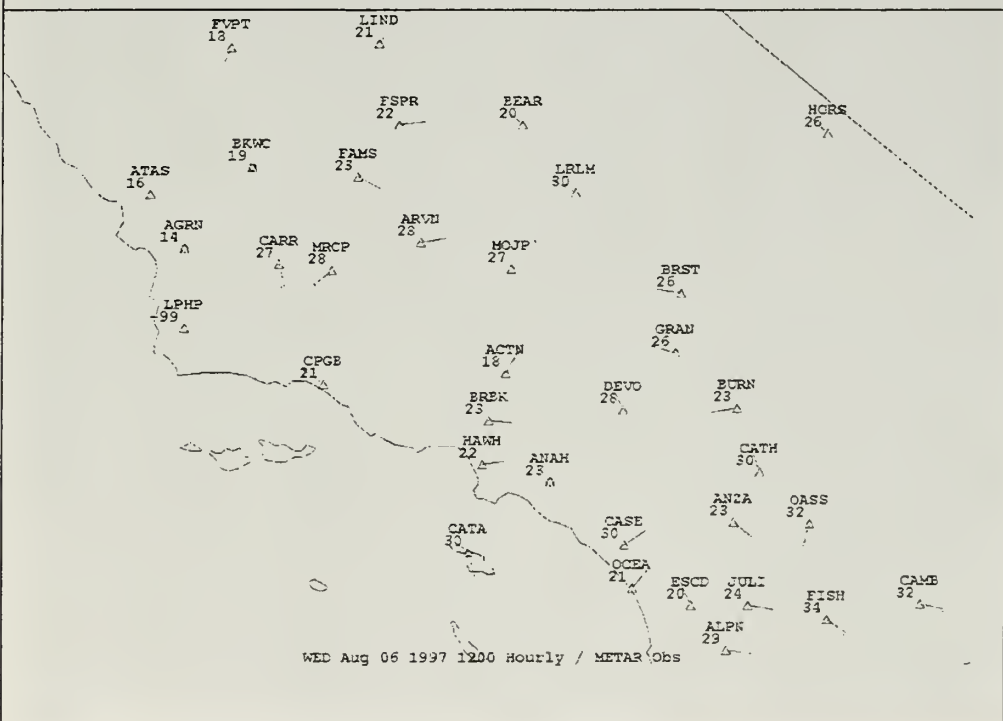 FVPT
18
LIND
21
FSPR
22
BEAR
20
HORS
26
BKWC
19
FAMS
23
LRLM
30
ATAS
16
AGRN
14
CARR
27
MRCP
28
ARVN
23
MOJP
27
BRST
26
LPHP
-99
GRAN
26
CPGB
21
ACTN
18
DEVO
28
BURN
23
BRBK
23
HAWH
22
ANAH
23
CATH
30
ANZA
23
OASS
32
CATA
30
CASE
30
OCEA
21
ESCD
20
JULI
24
FISH
34
CAMB
32
ALPN
29
WED Aug 06 1997 1200 Hourly / METAR Obs